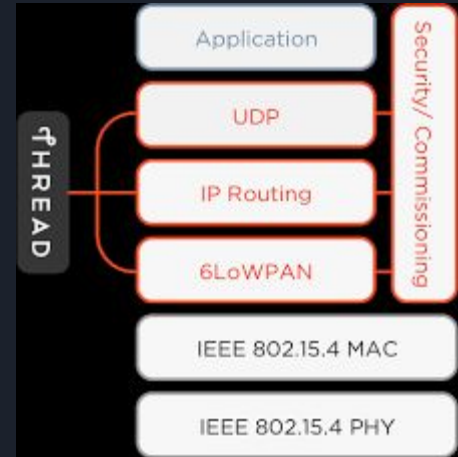 Application
UDP
IP Routing
6LoWPAN
Security/ Commissioning
THREAD
IEEE 802.15.4 MAC
IEEE 802.15.4 PHY